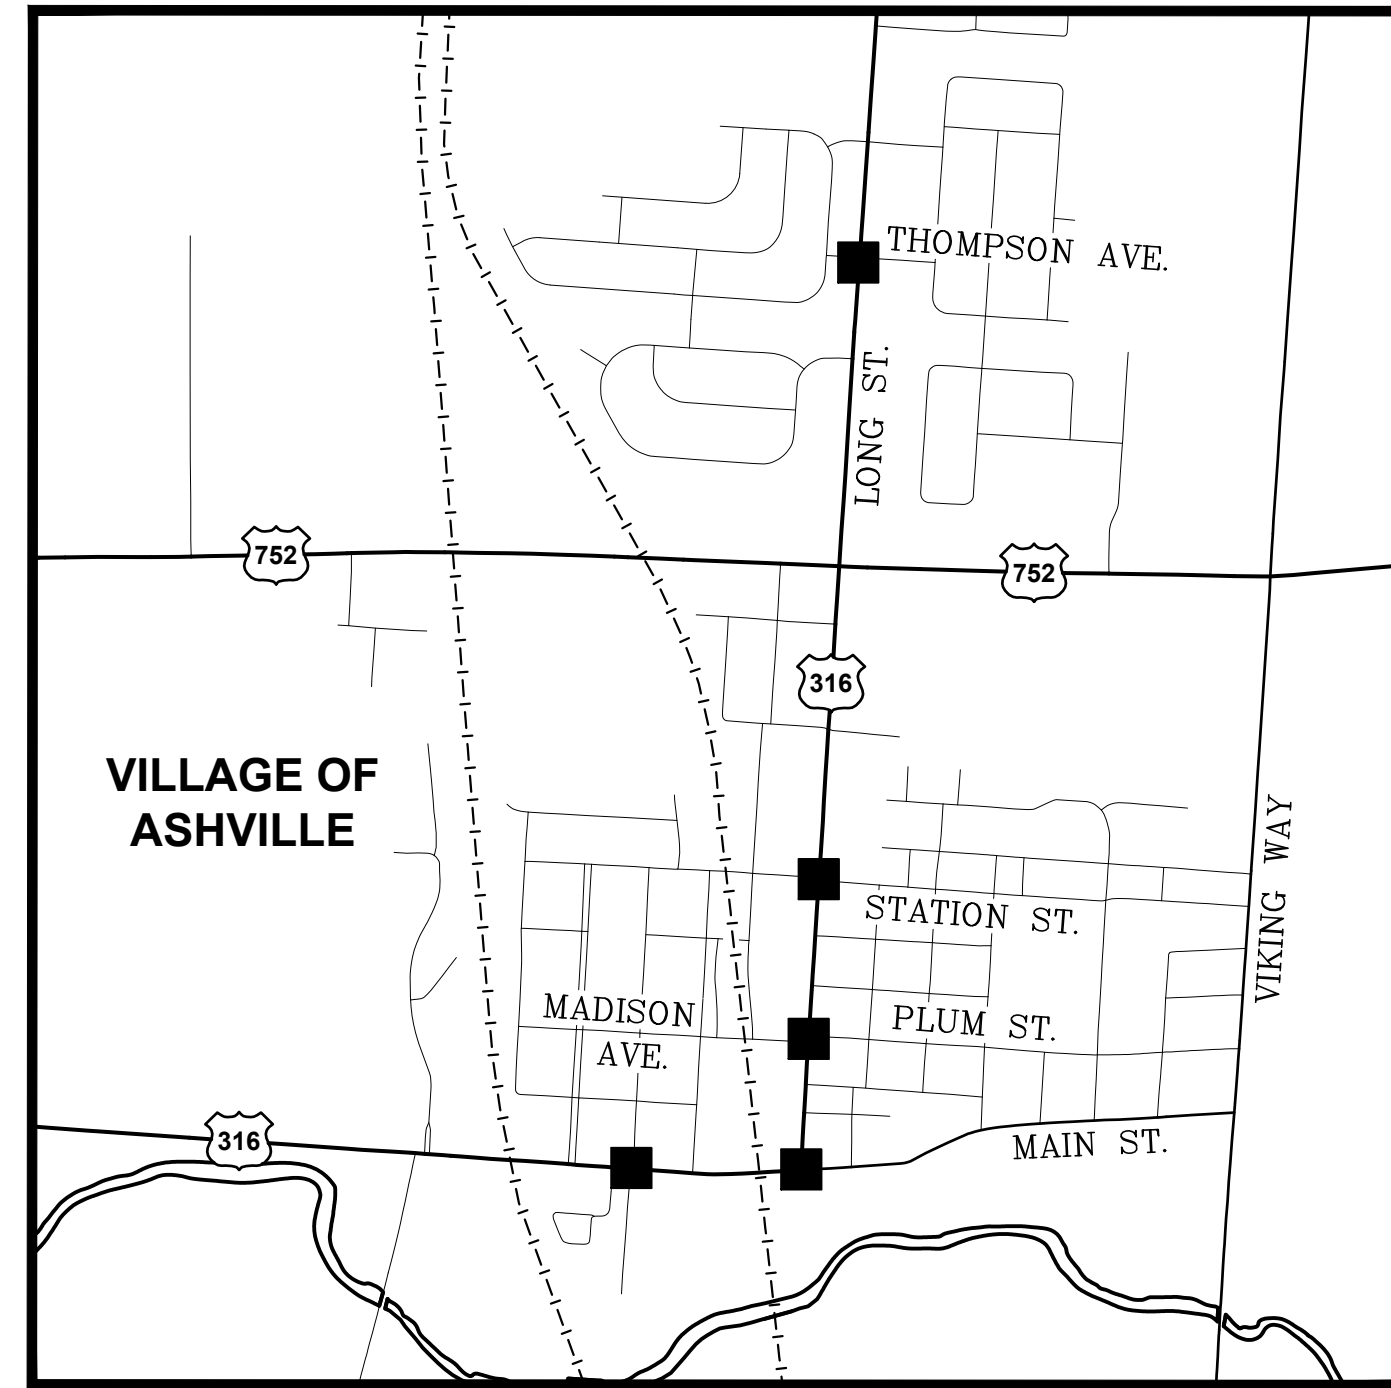 THOMPSON AVE.
LONG ST.
752
752
316
VILLAGE OF
ASHVILLE
VIKING WAY
STATION ST.
MADISON
AVE.
PLUM ST.
316
MAIN ST.